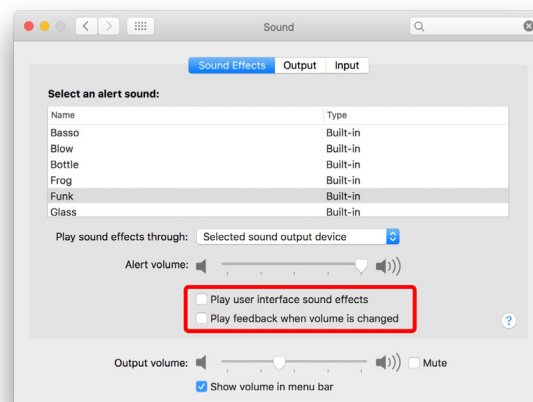 Sound
Sound Effects Output Input
Select an alert sound:
Name Type
Basso Built-in
Blow Built-in
Bottle Built-in
Frog Built-in
Funk Built-in
Glass Built-in
Play sound effects through: Selected sound output device
Alert volume:
Play user interface sound effects
Play feedback when volume is changed
?
Output volume: Mute
Show volume in menu bar